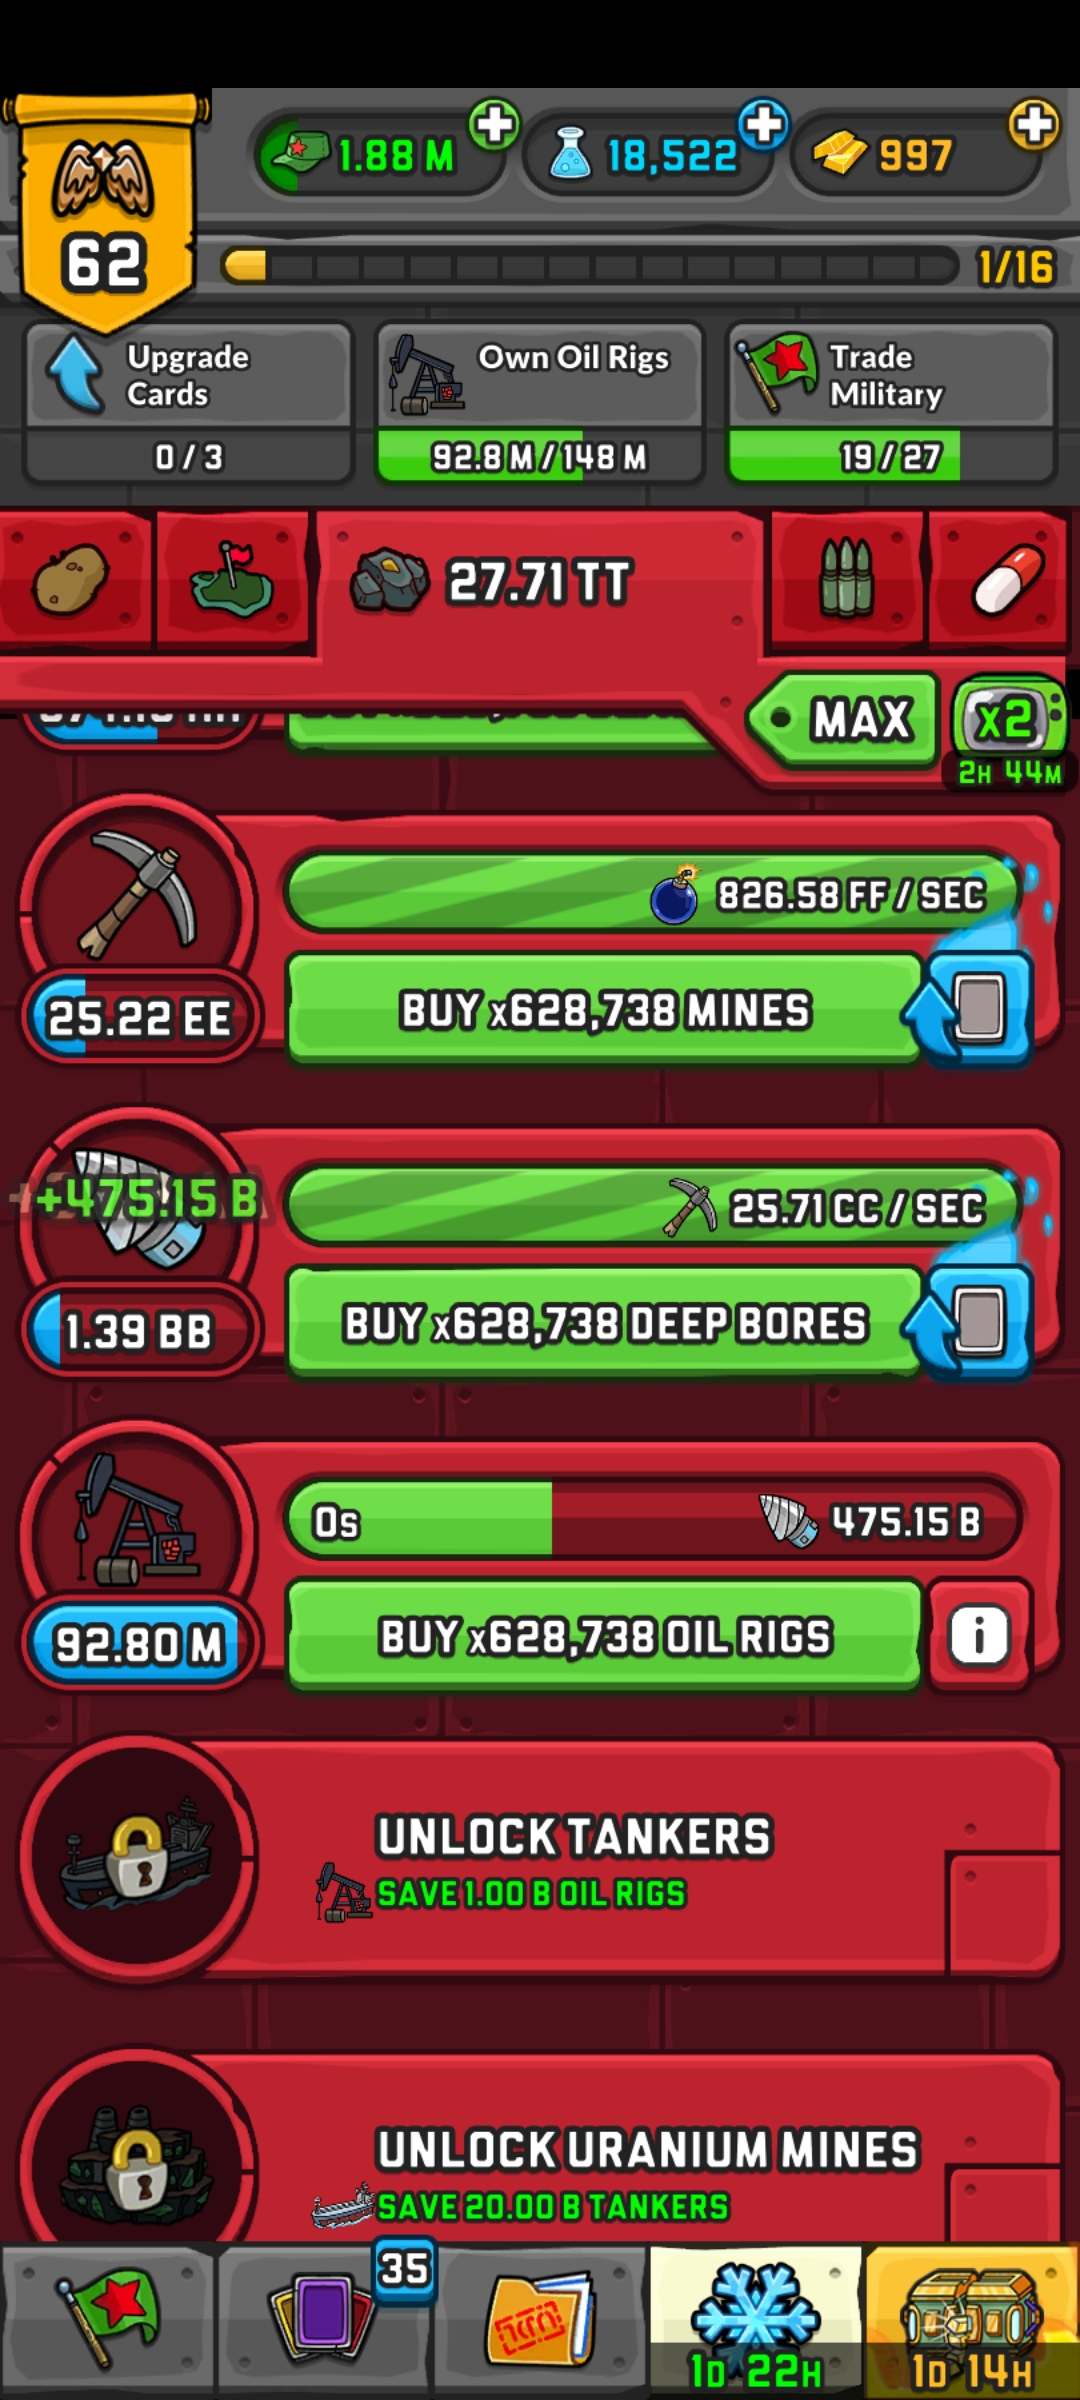 62
1.88 M
18,522
997
1/16
Upgrade
Cards
0 / 3
Own Oil Rigs
92.8 M / 148 M
Trade
Military
19 / 27
27.71 TT
MAX
x2
2H 44M
826.58 FF / SEC
25.22 EE
BUY x628,738 MINES
+475.15 B
25.71 CC / SEC
1.39 BB
BUY x628,738 DEEP BORES
0s
475.15 B
92.80 M
BUY x628,738 OIL RIGS
i
UNLOCK TANKERS
SAVE 1.00 B OIL RIGS
UNLOCK URANIUM MINES
SAVE 20.00 B TANKERS
35
1D 22H
1D 14H